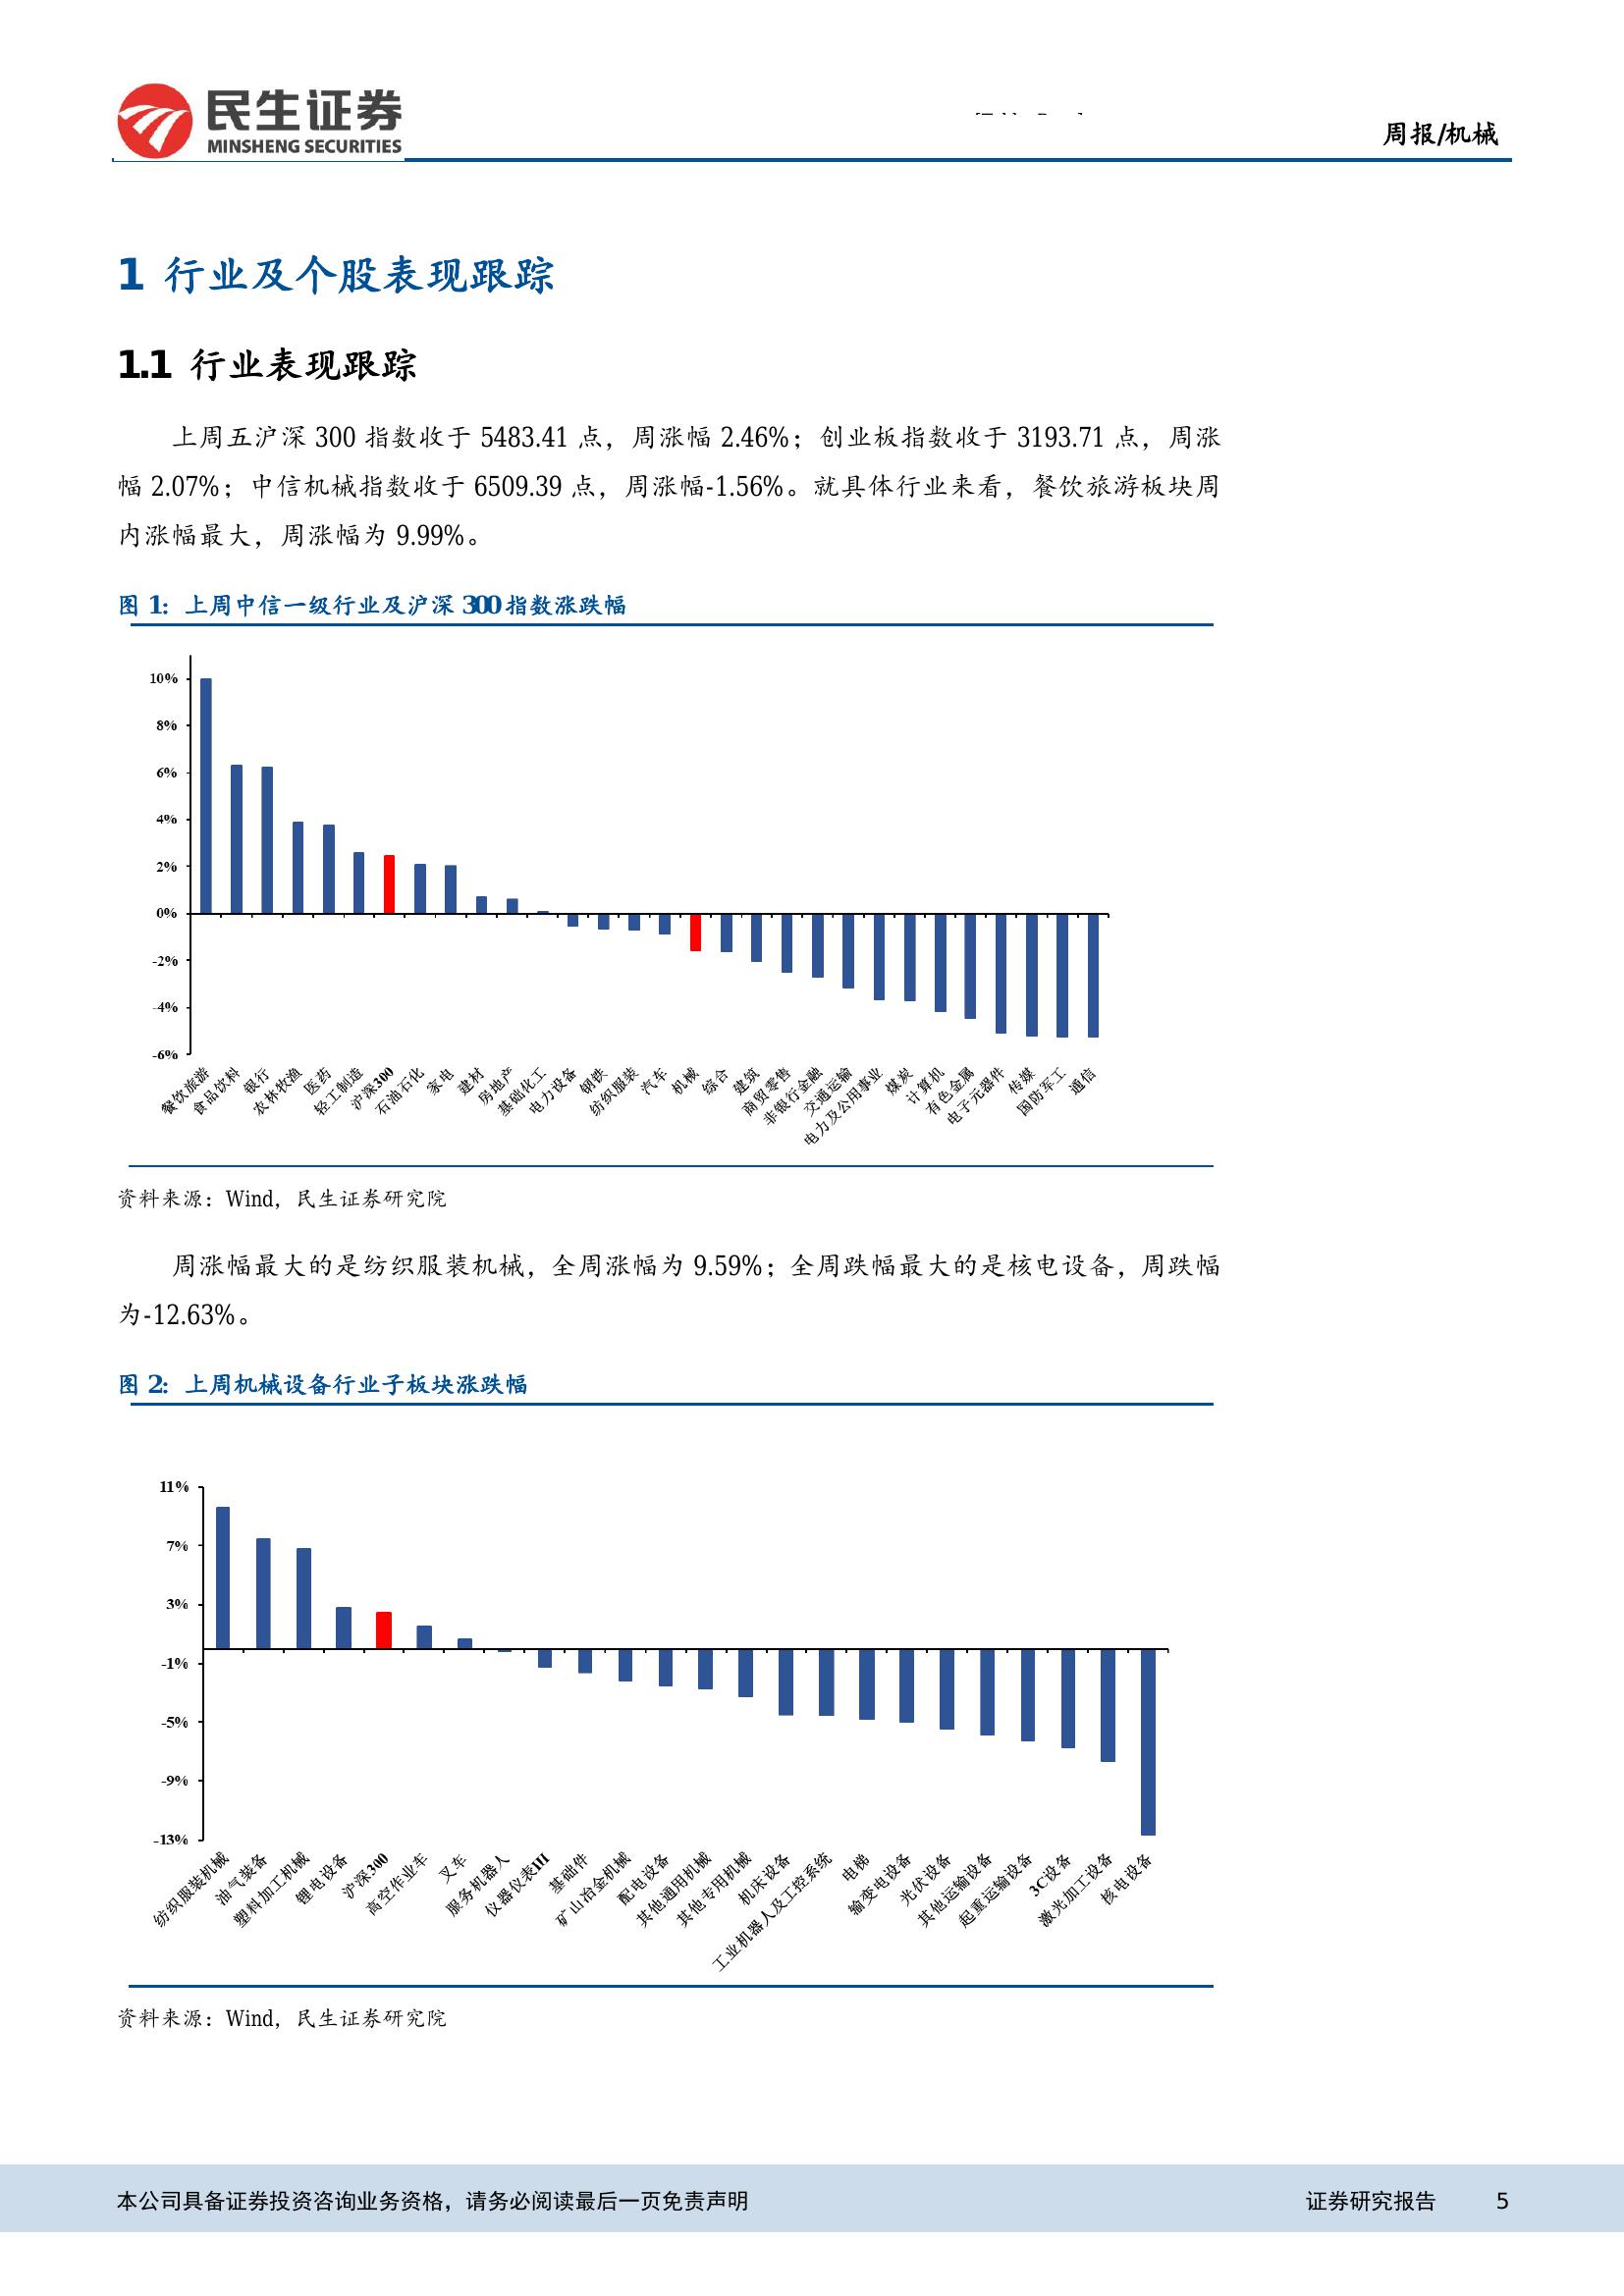 民生证券
MINSHENG SECURITIES
周报/机械
1 行业及个股表现跟踪
1.1 行业表现跟踪
上周五沪深 300 指数收于 5483.41 点，周涨幅 2.46%；创业板指数收于 3193.71 点，周涨
幅 2.07%；中信机械指数收于 6509.39 点，周涨幅-1.56%。就具体行业来看，餐饮旅游板块周
内涨幅最大，周涨幅为 9.99%。
图 1：上周中信一级行业及沪深 300 指数涨跌幅
10%
8%
6%
4%
2%
0%
-2%
-4%
-6%
餐饮旅游
食品饮料
银行
农林牧渔
医药
轻工制造
沪深300
石油石化
家电
建材
房地产
基础化工
电力设备
钢铁
纺织服装
汽车
机械
综合
建筑
商贸零售
非银行金融
交通运输
电力及公用事业
煤炭
计算机
有色金属
电子元器件
传媒
国防军工
通信
资料来源：Wind，民生证券研究院
周涨幅最大的是纺织服装机械，全周涨幅为 9.59%；全周跌幅最大的是核电设备，周跌幅
为-12.63%。
图 2：上周机械设备行业子板块涨跌幅
11%
7%
3%
-1%
-5%
-9%
-13%
纺织服装机械
油气装备
塑料加工机械
锂电设备
沪深300
高空作业车
叉车
服务机器人
仪器仪表III
基础件
矿山冶金机械
配电设备
其他通用机械
其他专用机械
机床设备
工业机器人及工控系统
电梯
输变电设备
光伏设备
其他运输设备
起重运输设备
3C设备
激光加工设备
核电设备
资料来源：Wind，民生证券研究院
本公司具备证券投资咨询业务资格，请务必阅读最后一页免责声明
证券研究报告 5